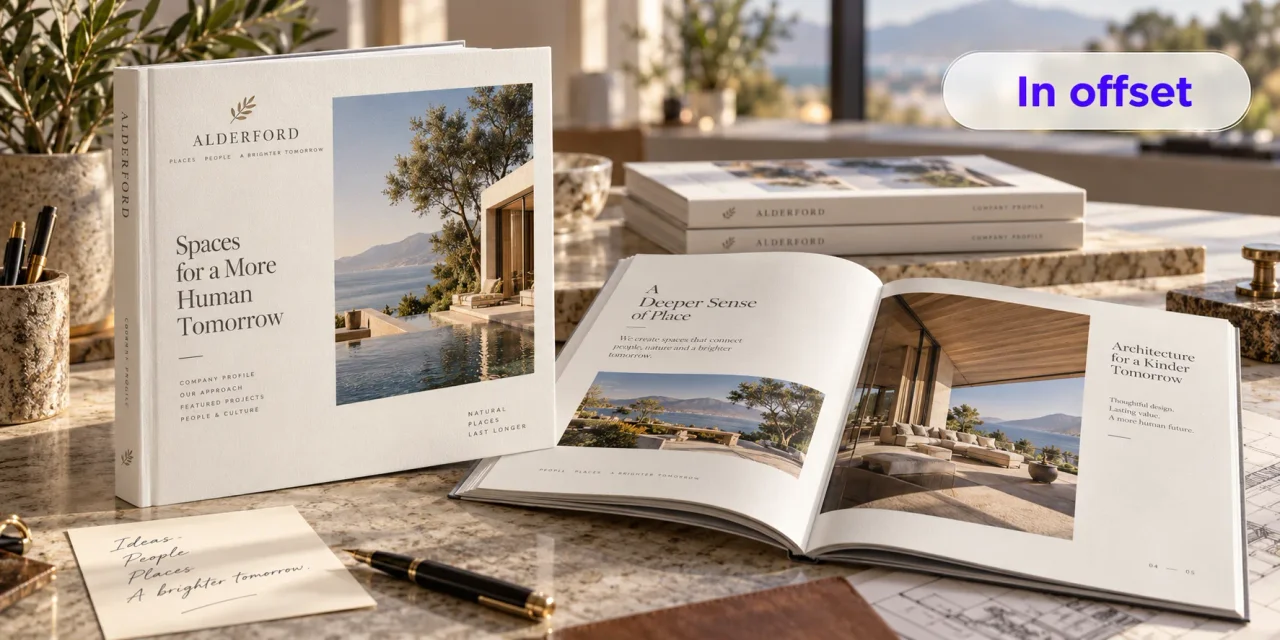 In offset
ALDERFORD
PLACES PEOPLE A BRIGHTER TOMORROW
Spaces
for a More
Human
Tomorrow
COMPANY PROFILE
OUR APPROACH
FEATURED PROJECTS
PEOPLE & CULTURE
NATURAL
PLACES
LAST LONGER
ALDERFORD
COMPANY PROFILE
ALDERFORD
COMPANY PROFILE
ALDERFORD
COMPANY PROFILE
A
Deeper Sense
of Place
We create spaces that connect
people, nature and a brighter
tomorrow.
PEOPLE PLACES A BRIGHTER TOMORROW
Architecture
for a Kinder
Tomorrow
Thoughtful design.
Lasting value.
A more human future.
04 — 05
Ideas-
People
Places
A brighter tomorrow.